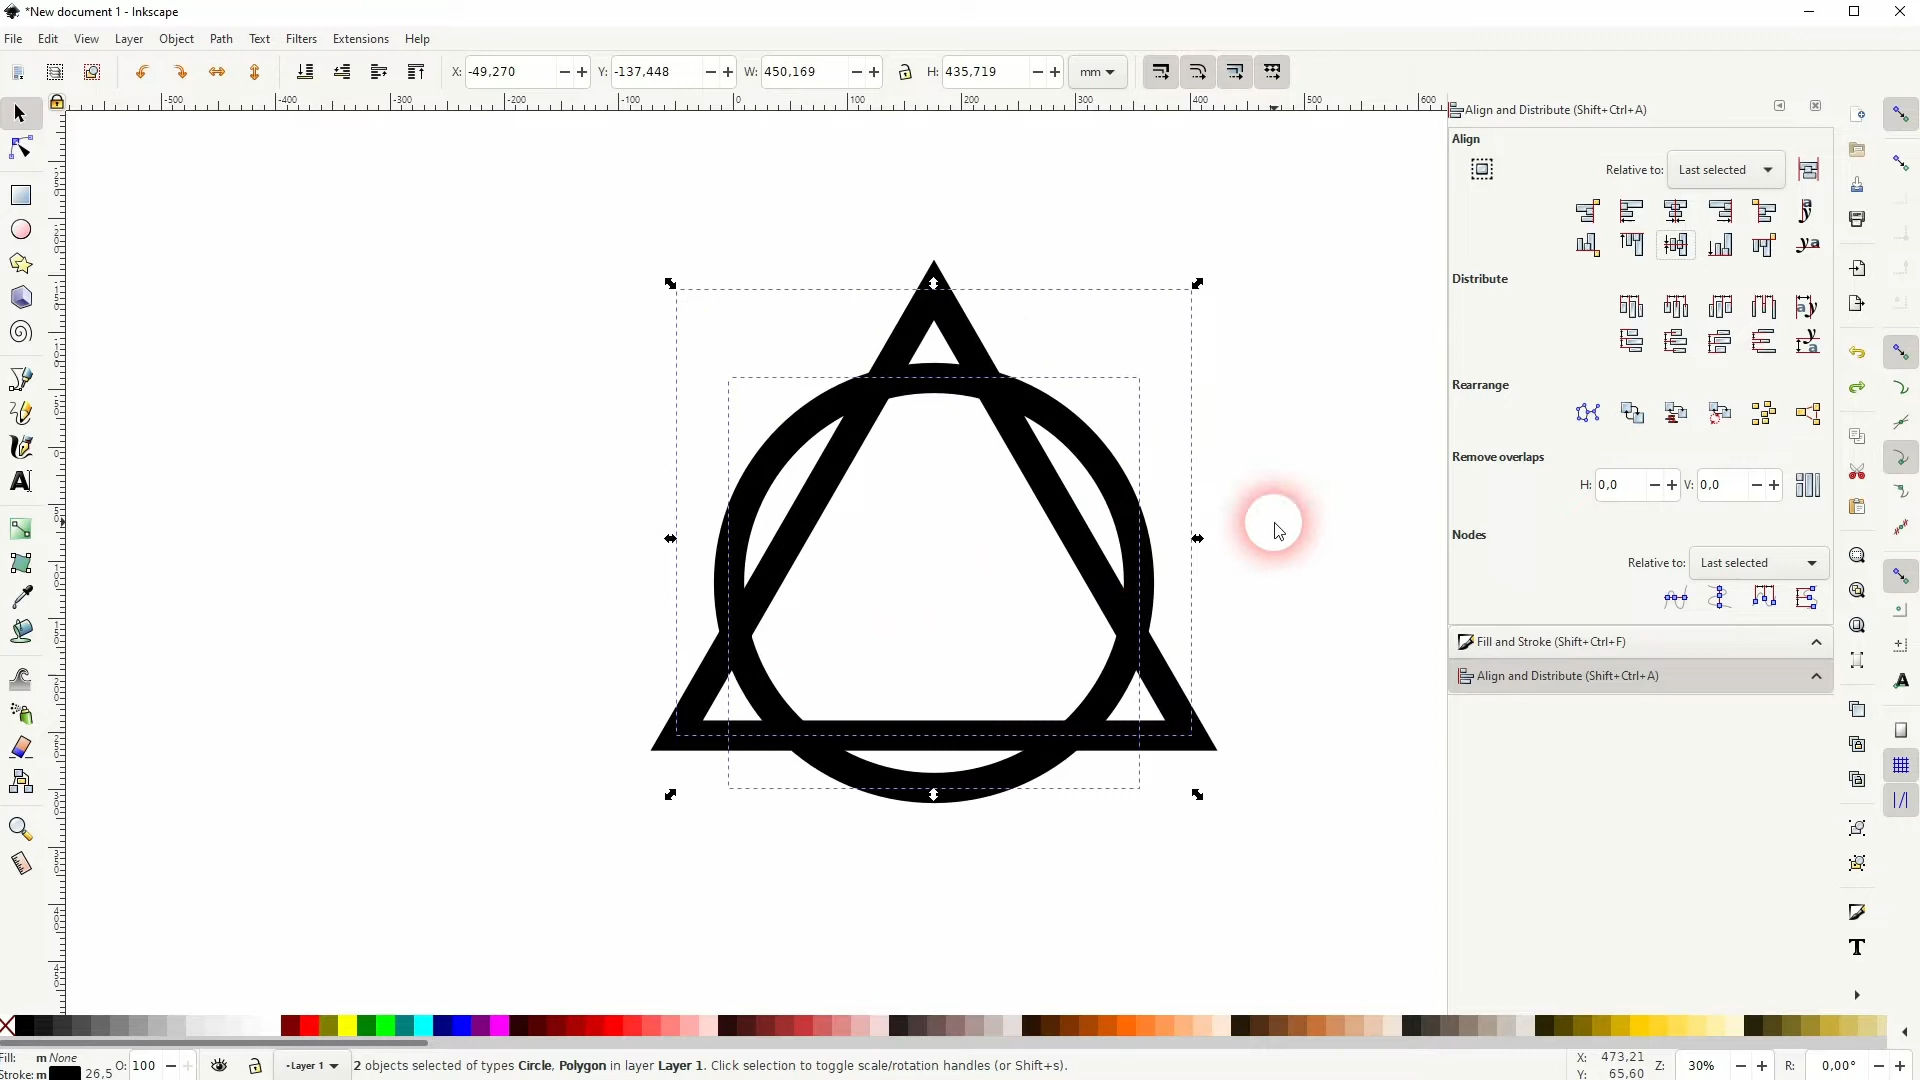 *New document 1 - Inkscape
File Edit View Layer Object Path Text Filters Extensions Help
X: -49,270 Y: -137,448 W: 450,169 H: 435,719 mm
-500 -400 -300 -200 -100 0 100 200 300 400 500 600
Align and Distribute (Shift+Ctrl+A)
Align
Relative to: Last selected
Distribute
Rearrange
Remove overlaps
H: 0,0 V: 0,0
Nodes
Relative to: Last selected
Fill and Stroke (Shift+Ctrl+F)
Align and Distribute (Shift+Ctrl+A)
Fill: m None
Stroke: m 26,5
O: 100
-Layer 1
2 objects selected of types Circle, Polygon in layer Layer 1. Click selection to toggle scale/rotation handles (or Shift+s).
X: 473,21
Y: 65,60
Z: 30%
R: 0,00°